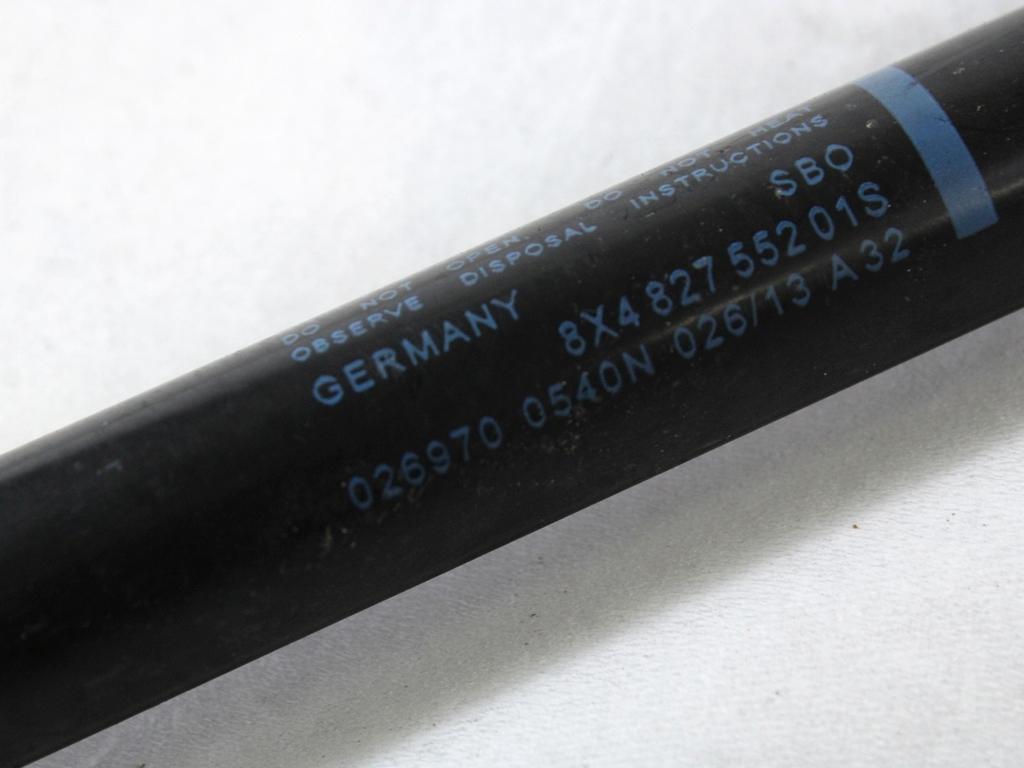 DO NOT OPEN. DO NOT HEAT
OBSERVE DISPOSAL INSTRUCTIONS
GERMANY SBO
8X4 827 552 01S
026970 0540N 026/13 A 32